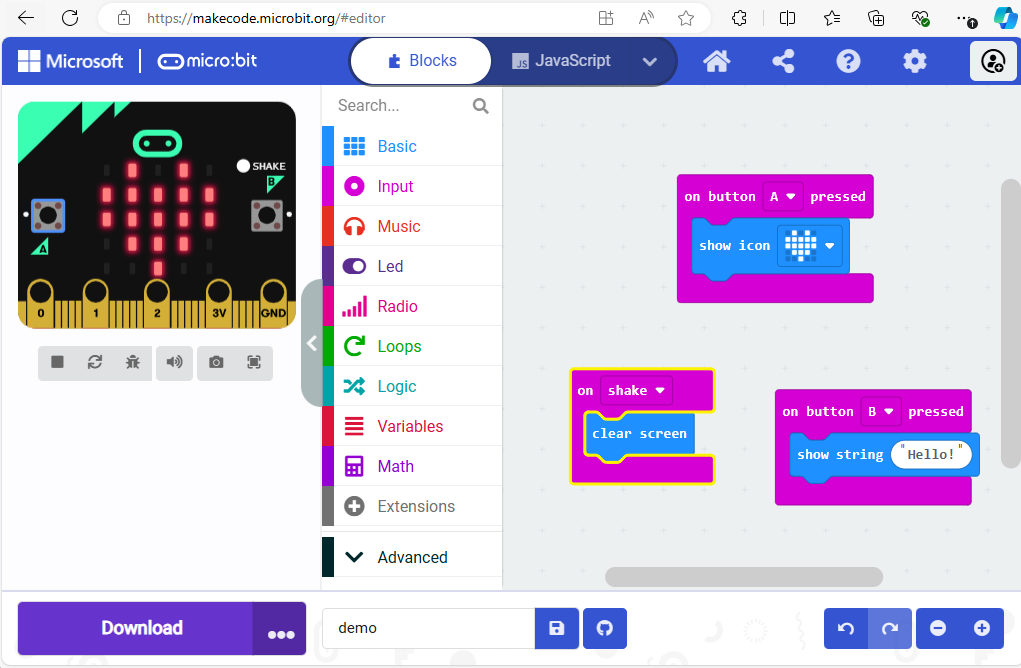 https://makecode.microbit.org/#editor
Microsoft micro:bit Blocks JS JavaScript
SHAKE
B
A
0 1 2 3V GND
Search...
Basic
Input
Music
Led
Radio
Loops
Logic
Variables
Math
Extensions
Advanced
on button A pressed
show icon
on shake
clear screen
on button B pressed
show string "Hello!"
Download
demo